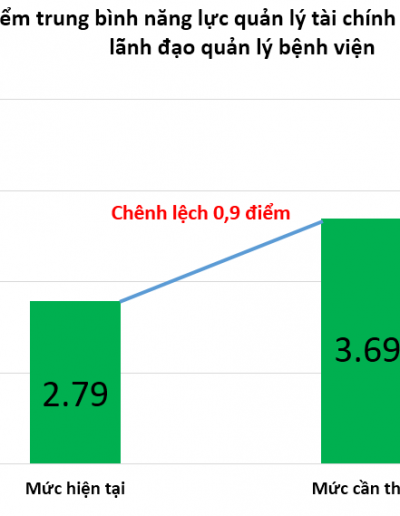 ểm trung bình năng lực quản lý tài chính
lãnh đạo quản lý bệnh viện
Chênh lệch 0,9 điểm
3.69
2.79
Mức hiện tại
Mức cần th